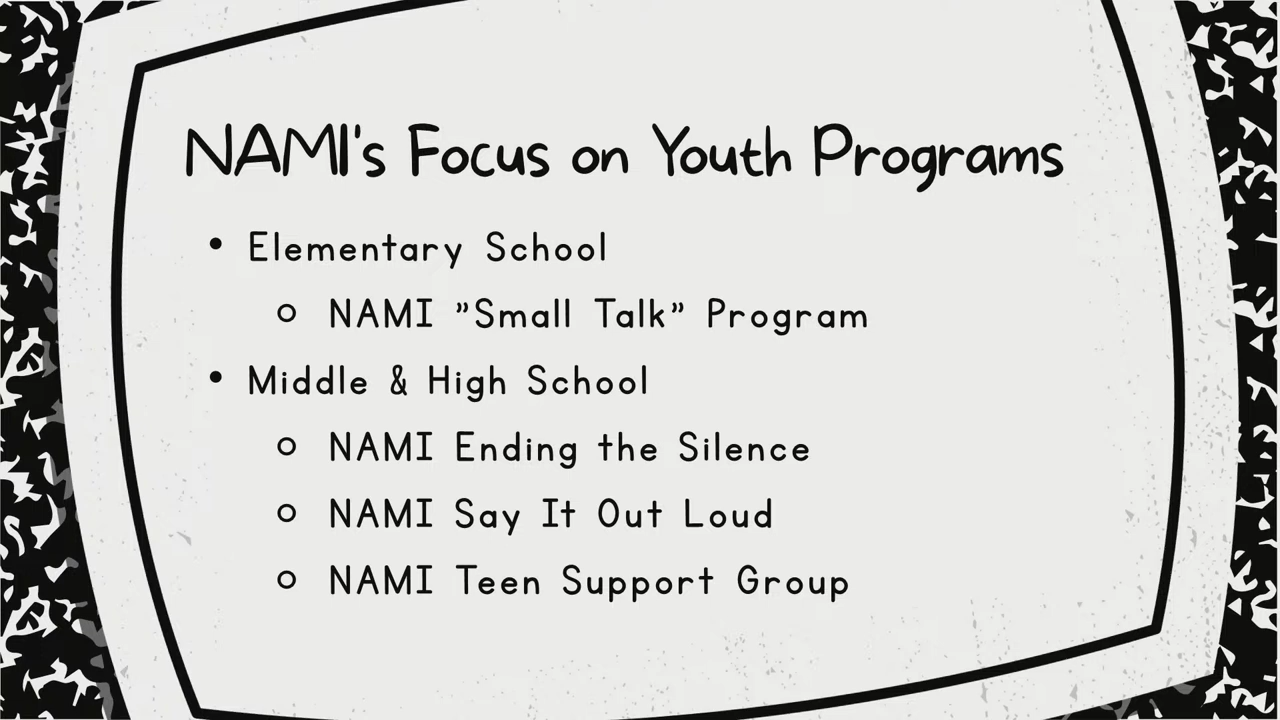 NAMI's Focus on Youth Programs
• Elementary School
○ NAMI ”Small Talk” Program
• Middle & High School
○ NAMI Ending the Silence
○ NAMI Say It Out Loud
○ NAMI Teen Support Group